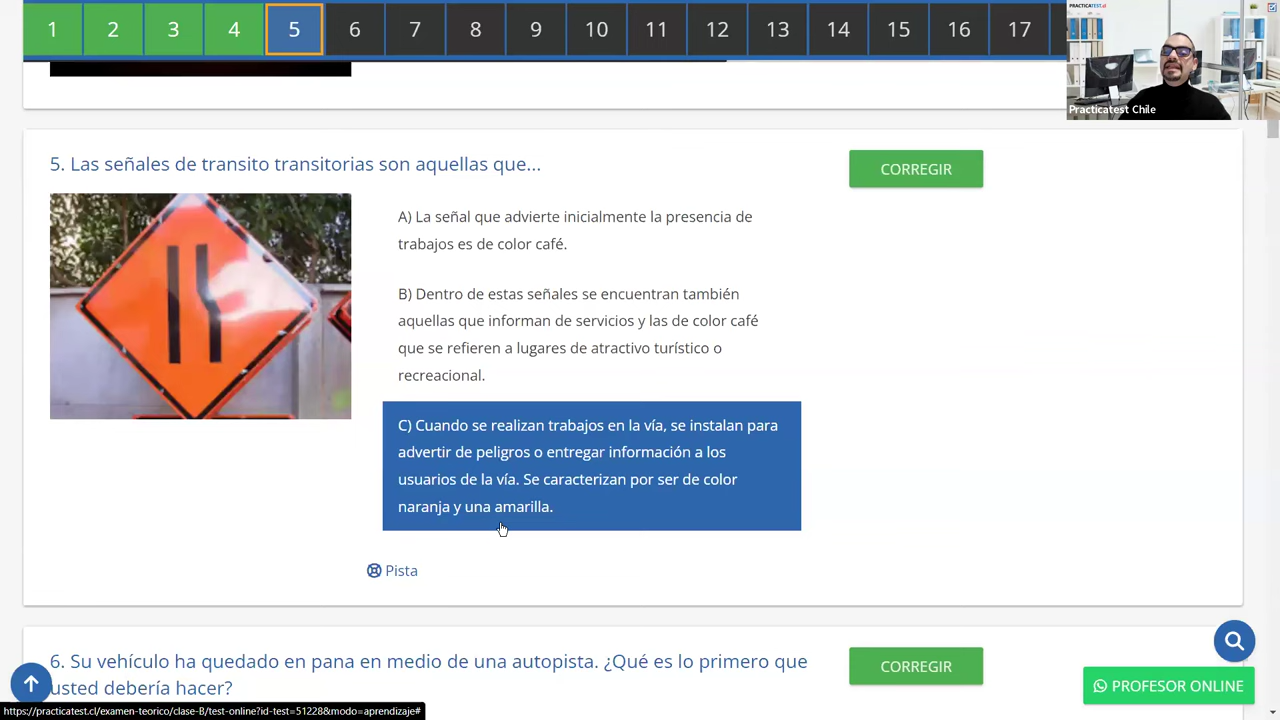 1 2 3 4 5 6 7 8 9 10 11 12 13 14 15 16 17
PRACTICATEST.cl
Practicatest Chile
5. Las señales de transito transitorias son aquellas que...
CORREGIR
A) La señal que advierte inicialmente la presencia de
trabajos es de color café.
B) Dentro de estas señales se encuentran también
aquellas que informan de servicios y las de color café
que se refieren a lugares de atractivo turístico o
recreacional.
C) Cuando se realizan trabajos en la vía, se instalan para
advertir de peligros o entregar información a los
usuarios de la vía. Se caracterizan por ser de color
naranja y una amarilla.
Pista
6. Su vehículo ha quedado en pana en medio de una autopista. ¿Qué es lo primero que
usted debería hacer?
CORREGIR
PROFESOR ONLINE
https://practicatest.cl/examen-teorico/clase-B/test-online?id-test=51228&modo=aprendizaje#